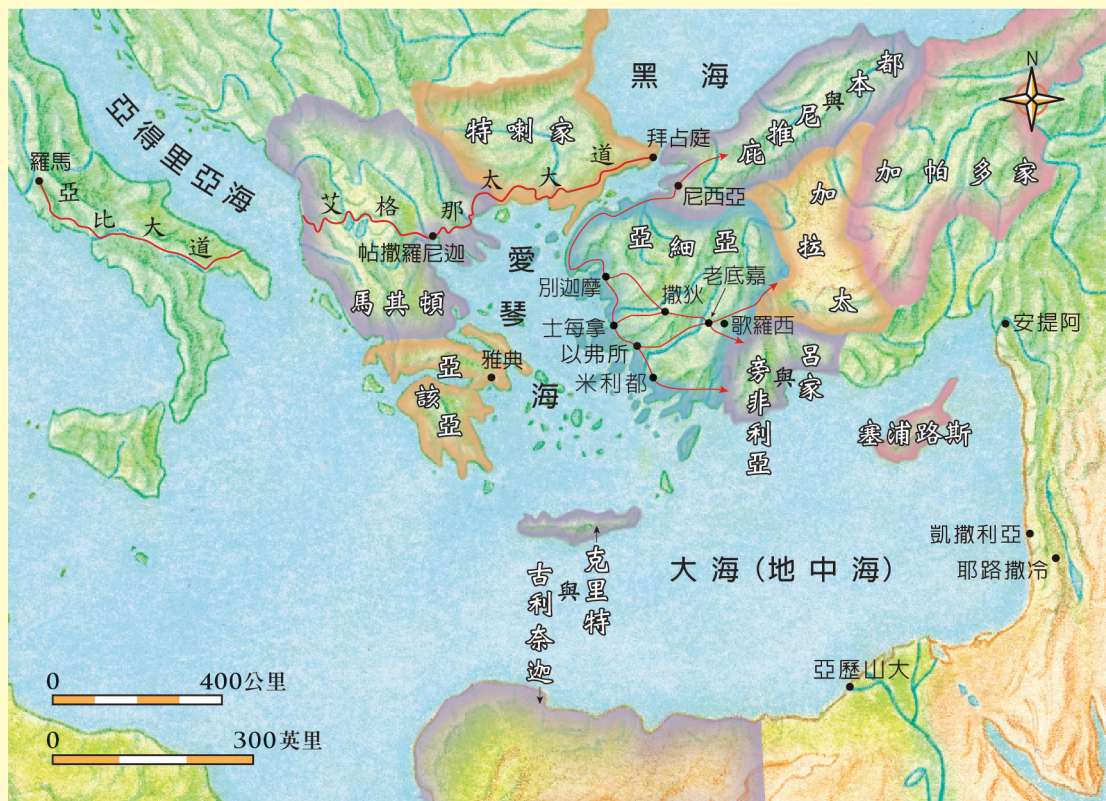 N
黑海
亞得里亞海
羅馬
亞比大道
特喇家
拜占庭
庇推尼與本都
加帕多家
艾格那太大道
尼西亞
加拉太
帖撒羅尼迦
馬其頓
愛琴海
亞細亞
別迦摩
撒狄
老底嘉
士每拿
歌羅西
以弗所
米利都
安提阿
亞該亞
雅典
旁非利亞與呂家
塞浦路斯
凱撒利亞
耶路撒冷
大海(地中海)
古利奈迦與克里特
亞歷山大
0 400公里
0 300英里